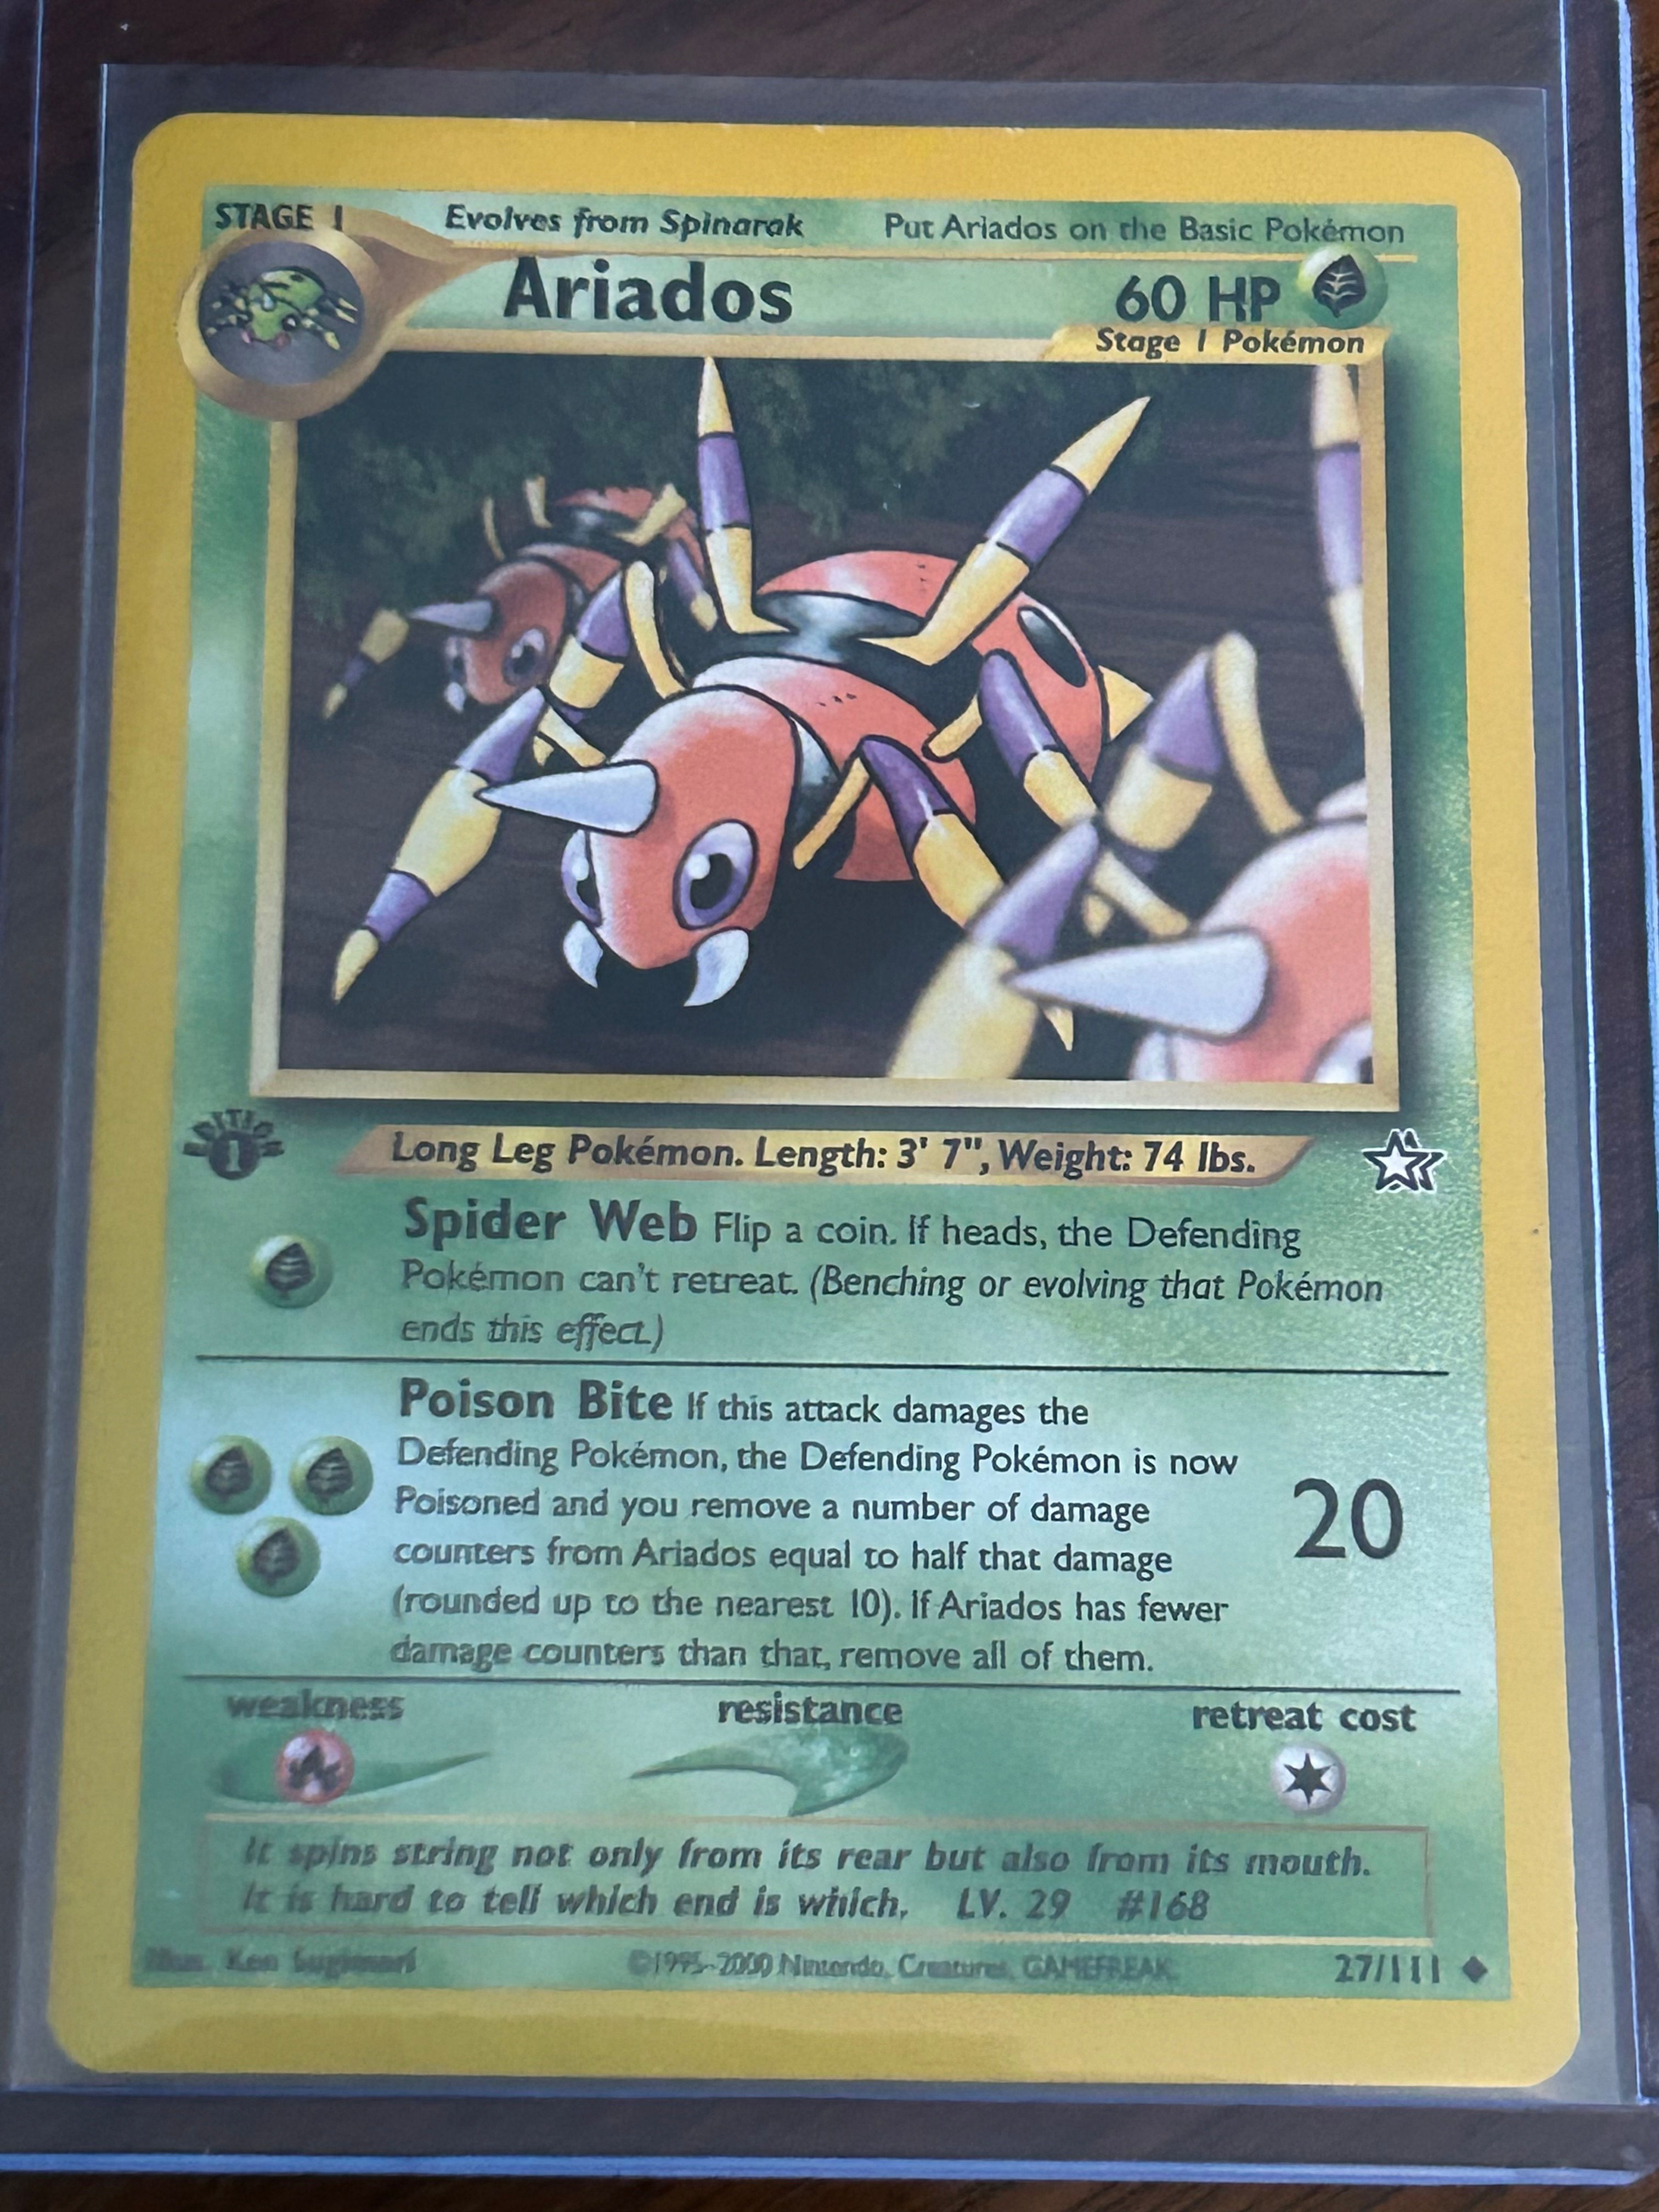 STAGE 1 Evolves from Spinarak Put Ariados on the Basic Pokémon
Ariados 60 HP
Stage 1 Pokémon
EDITION
1
Long Leg Pokémon. Length: 3' 7", Weight: 74 lbs.
Spider Web Flip a coin. If heads, the Defending
Pokémon can't retreat. (Benching or evolving that Pokémon
ends this effect.)
Poison Bite If this attack damages the
Defending Pokémon, the Defending Pokémon is now
Poisoned and you remove a number of damage
counters from Ariados equal to half that damage
(rounded up to the nearest 10). If Ariados has fewer
damage counters than that, remove all of them.
20
weakness resistance retreat cost
It spins string not only from its rear but also from its mouth.
It is hard to tell which end is which. LV. 29 #168
Illus. Ken Sugimori ©1995-2000 Nintendo, Creatures, GAMEFREAK 27/111